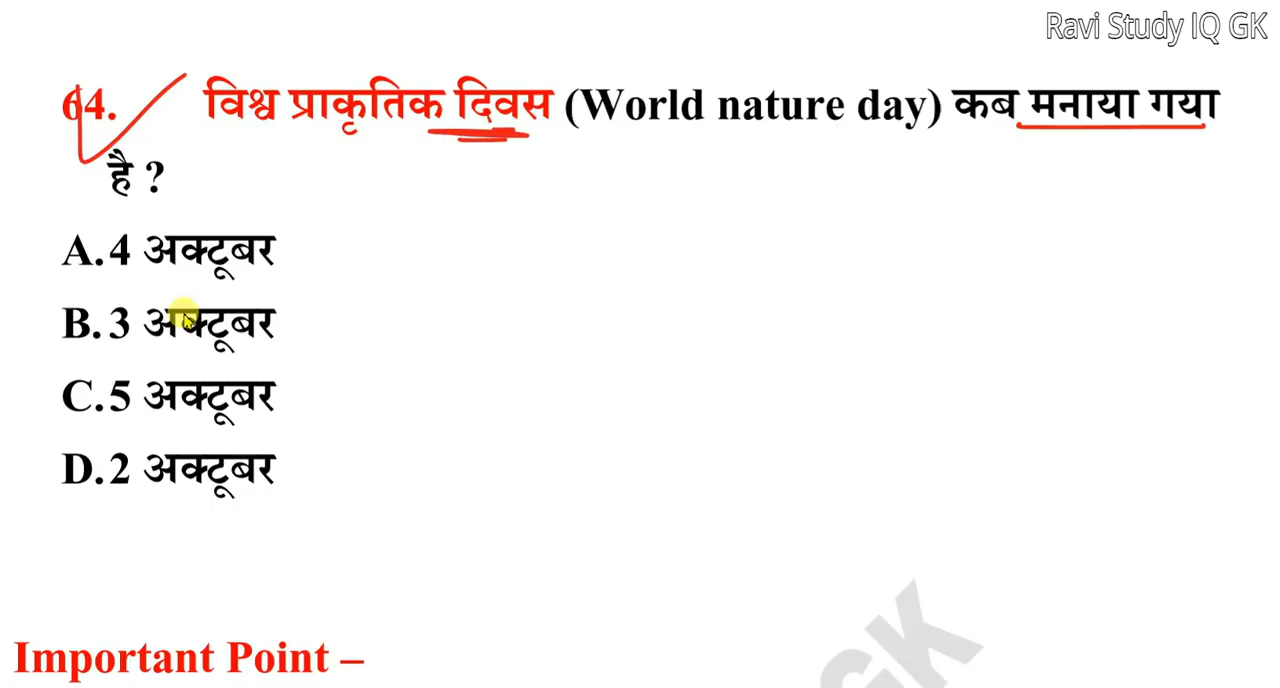 Ravi Study IQ GK
64. विश्व प्राकृतिक दिवस (World nature day) कब मनाया गया
है ?
A. 4 अक्टूबर
B. 3 अक्टूबर
C. 5 अक्टूबर
D. 2 अक्टूबर
GK
Important Point –